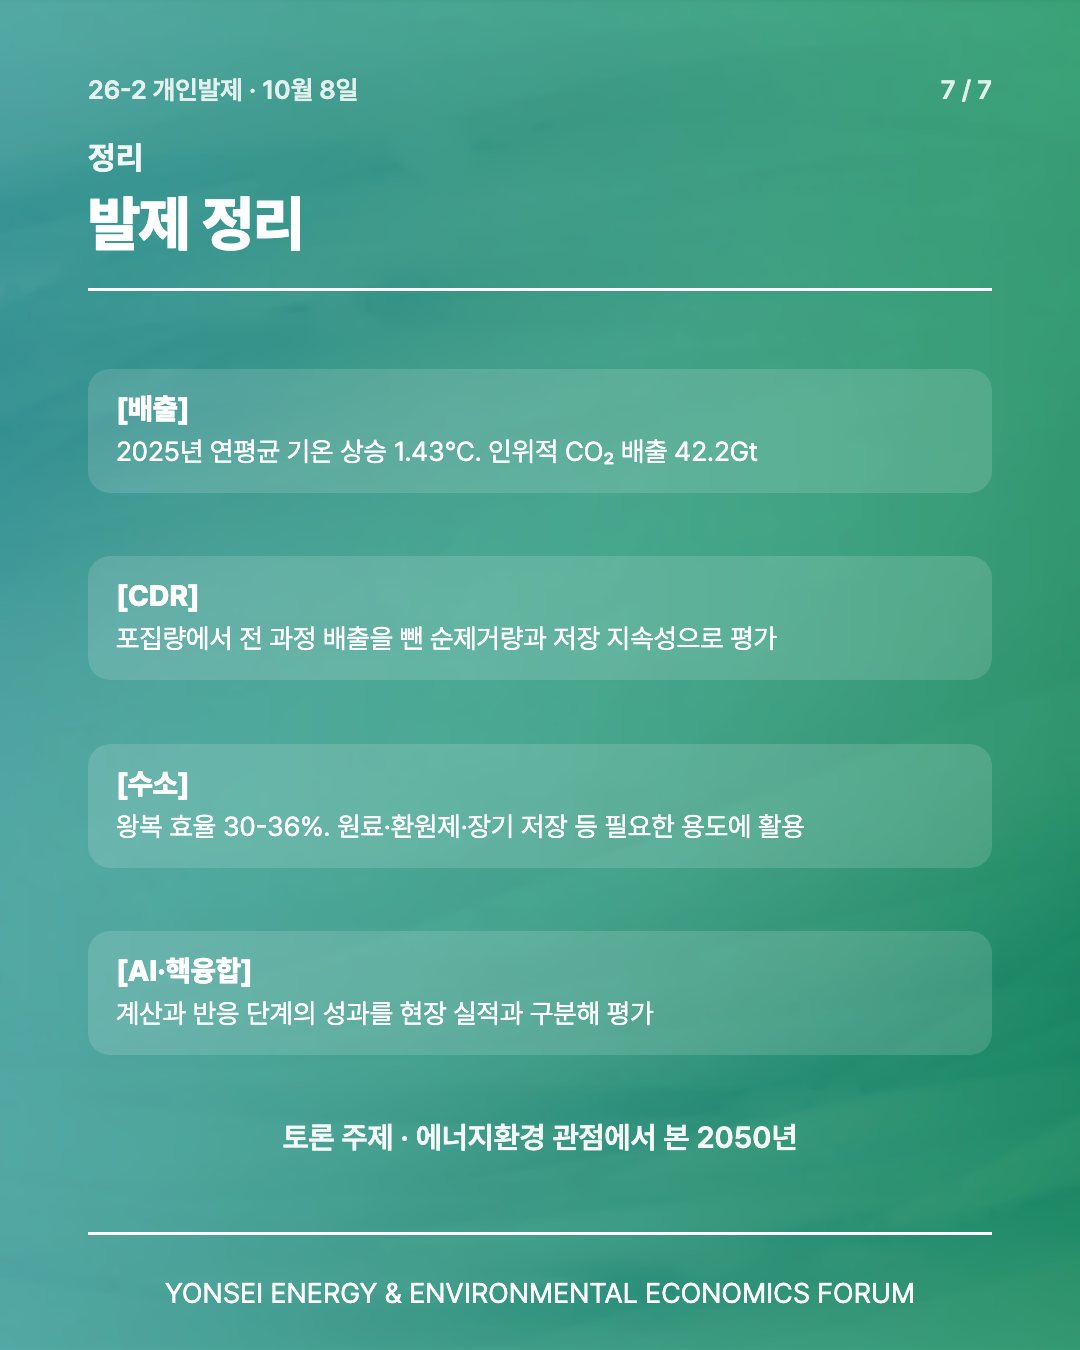 26-2 개인발제 · 10월 8일
7 / 7
정리
발제 정리
[배출]
2025년 연평균 기온 상승 1.43°C. 인위적 CO₂ 배출 42.2Gt
[CDR]
포집량에서 전 과정 배출을 뺀 순제거량과 저장 지속성으로 평가
[수소]
왕복 효율 30-36%. 원료·환원제·장기 저장 등 필요한 용도에 활용
[AI·핵융합]
계산과 반응 단계의 성과를 현장 실적과 구분해 평가
토론 주제 · 에너지환경 관점에서 본 2050년
YONSEI ENERGY & ENVIRONMENTAL ECONOMICS FORUM